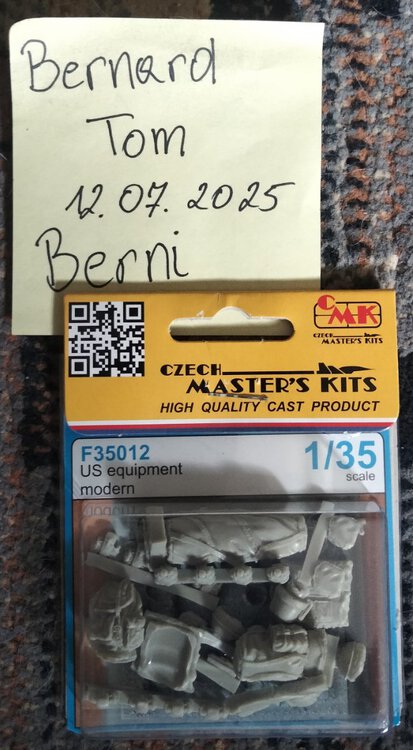 Bernard
Tom
12.07.2025
Berni
CMK
CZECH
MASTER'S KITS
CZECH
MASTER'S KITS
HIGH QUALITY CAST PRODUCT
F35012
US equipment
modern
1/35
scale